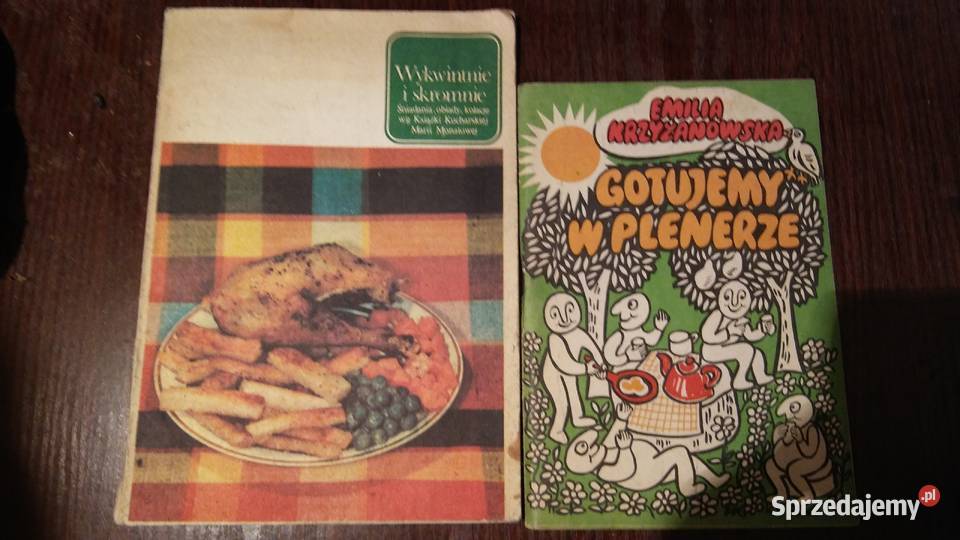 Wykwintnie
i skromnie
Śniadania, obiady, kolacje
wg Książki Kucharskiej
Marii Monatowej
EMILIA
KRZYŻANOWSKA
GOTUJEMY
W PLENERZE
Sprzedajemy.pl